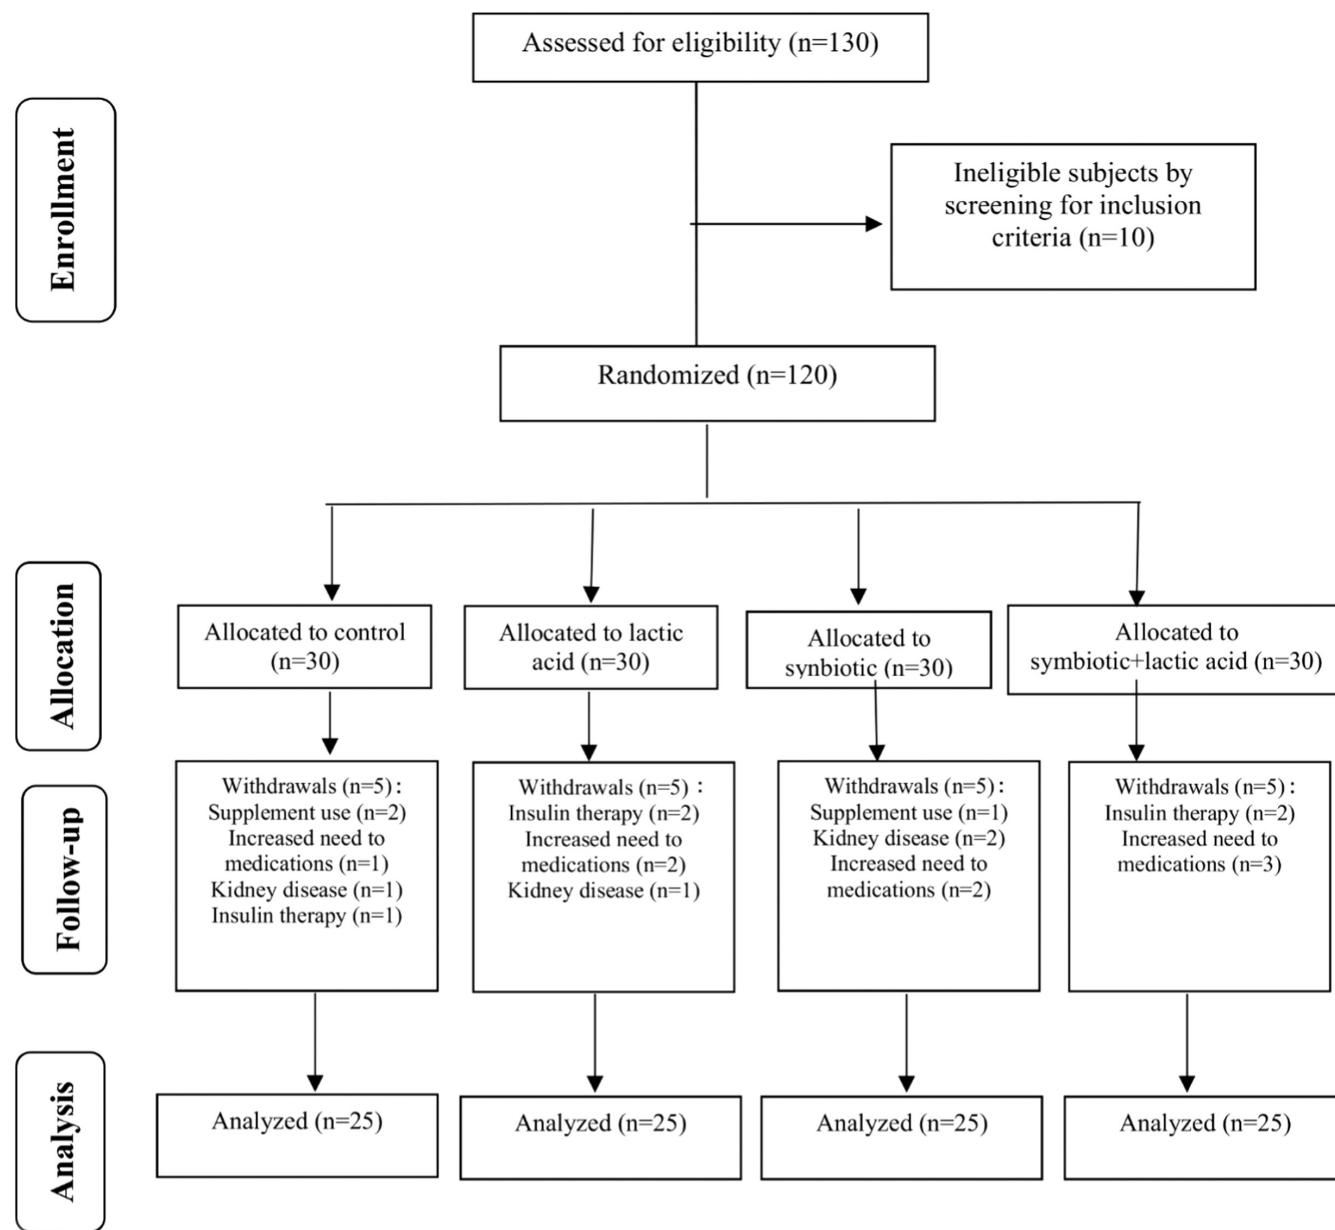 Assessed for eligibility (n=130)
Enrollment
Ineligible subjects by
screening for inclusion
criteria (n=10)
Randomized (n=120)
Allocation
Allocated to control
(n=30)
Allocated to lactic
acid (n=30)
Allocated to
synbiotic (n=30)
Allocated to
symbiotic+lactic acid (n=30)
Follow-up
Withdrawals (n=5):
Supplement use (n=2)
Increased need to
medications (n=1)
Kidney disease (n=1)
Insulin therapy (n=1)
Withdrawals (n=5) :
Insulin therapy (n=2)
Increased need to
medications (n=2)
Kidney disease (n=1)
Withdrawals (n=5):
Supplement use (n=1)
Kidney disease (n=2)
Increased need to
medications (n=2)
Withdrawals (n=5):
Insulin therapy (n=2)
Increased need to
medications (n=3)
Analysis
Analyzed (n=25)
Analyzed (n=25)
Analyzed (n=25)
Analyzed (n=25)